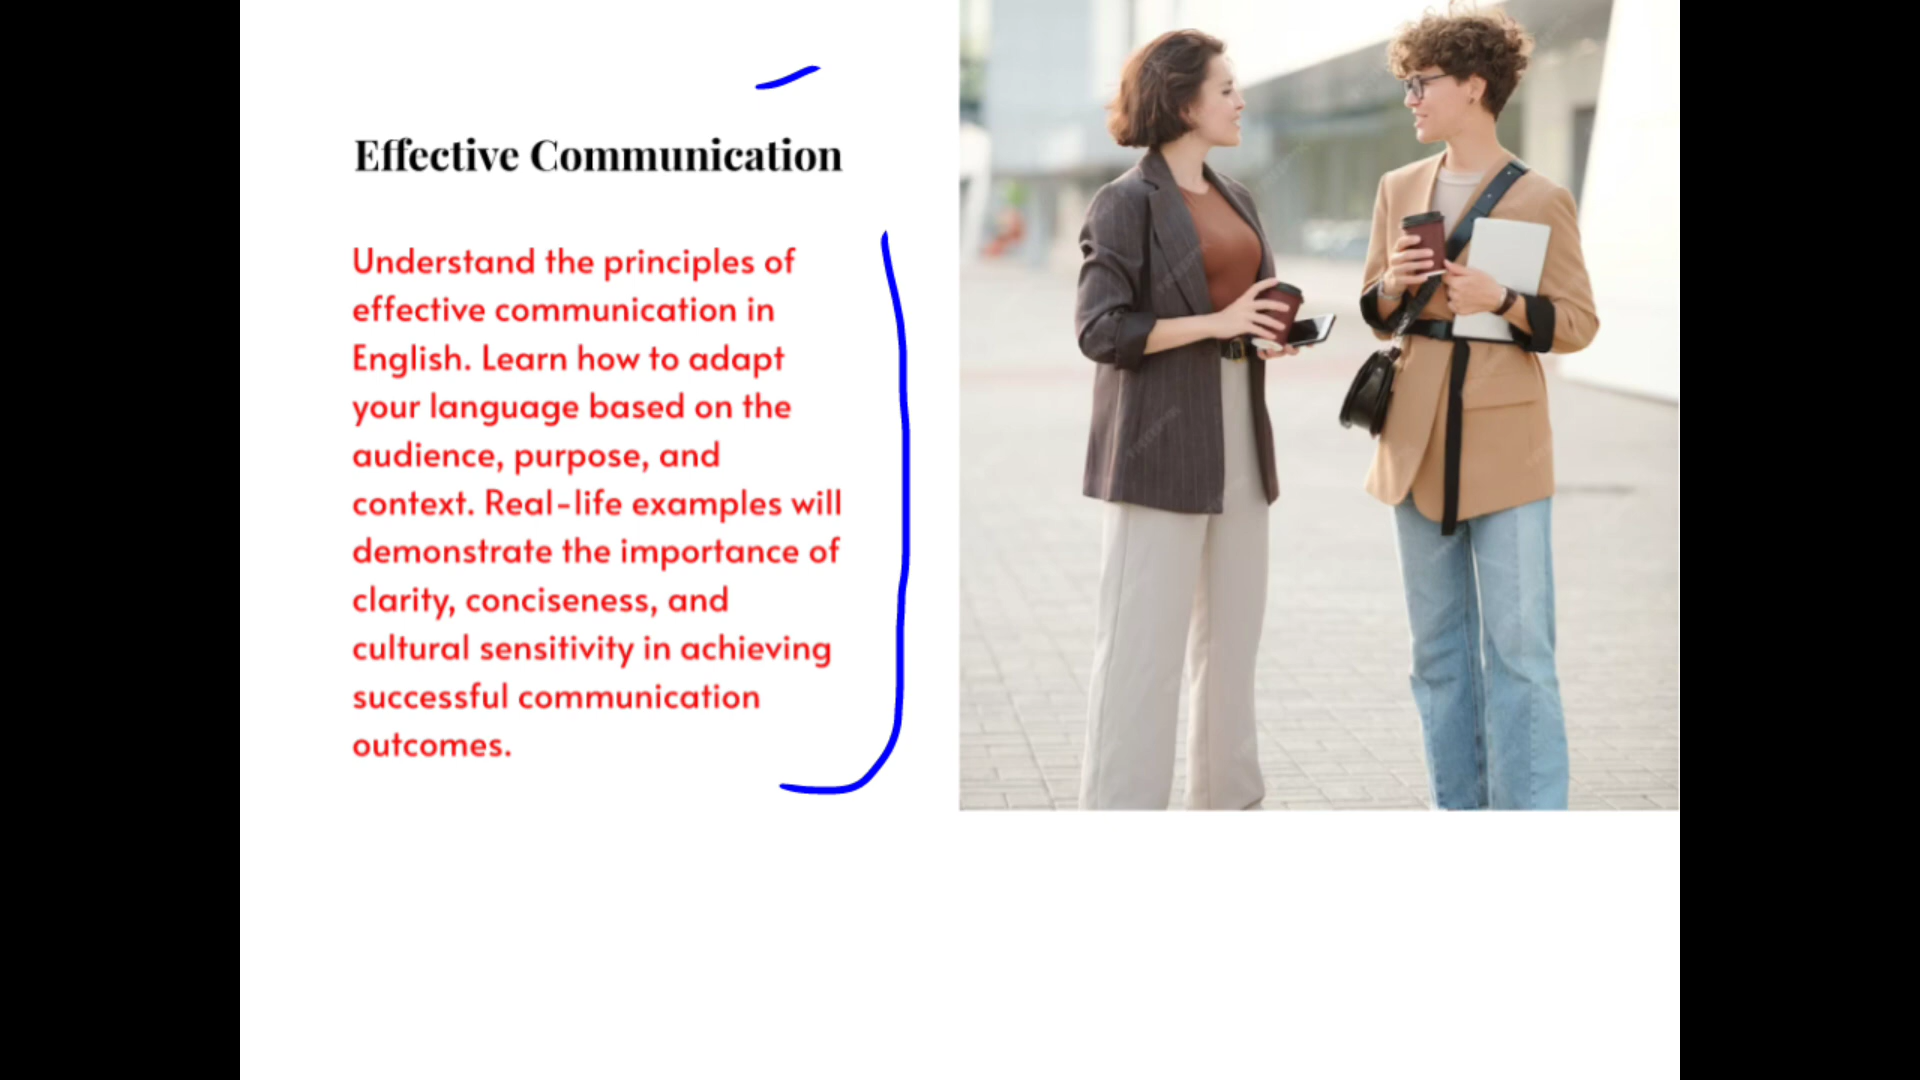 Effective Communication
Understand the principles of
effective communication in
English. Learn how to adapt
your language based on the
audience, purpose, and
context. Real-life examples will
demonstrate the importance of
clarity, conciseness, and
cultural sensitivity in achieving
successful communication
outcomes.